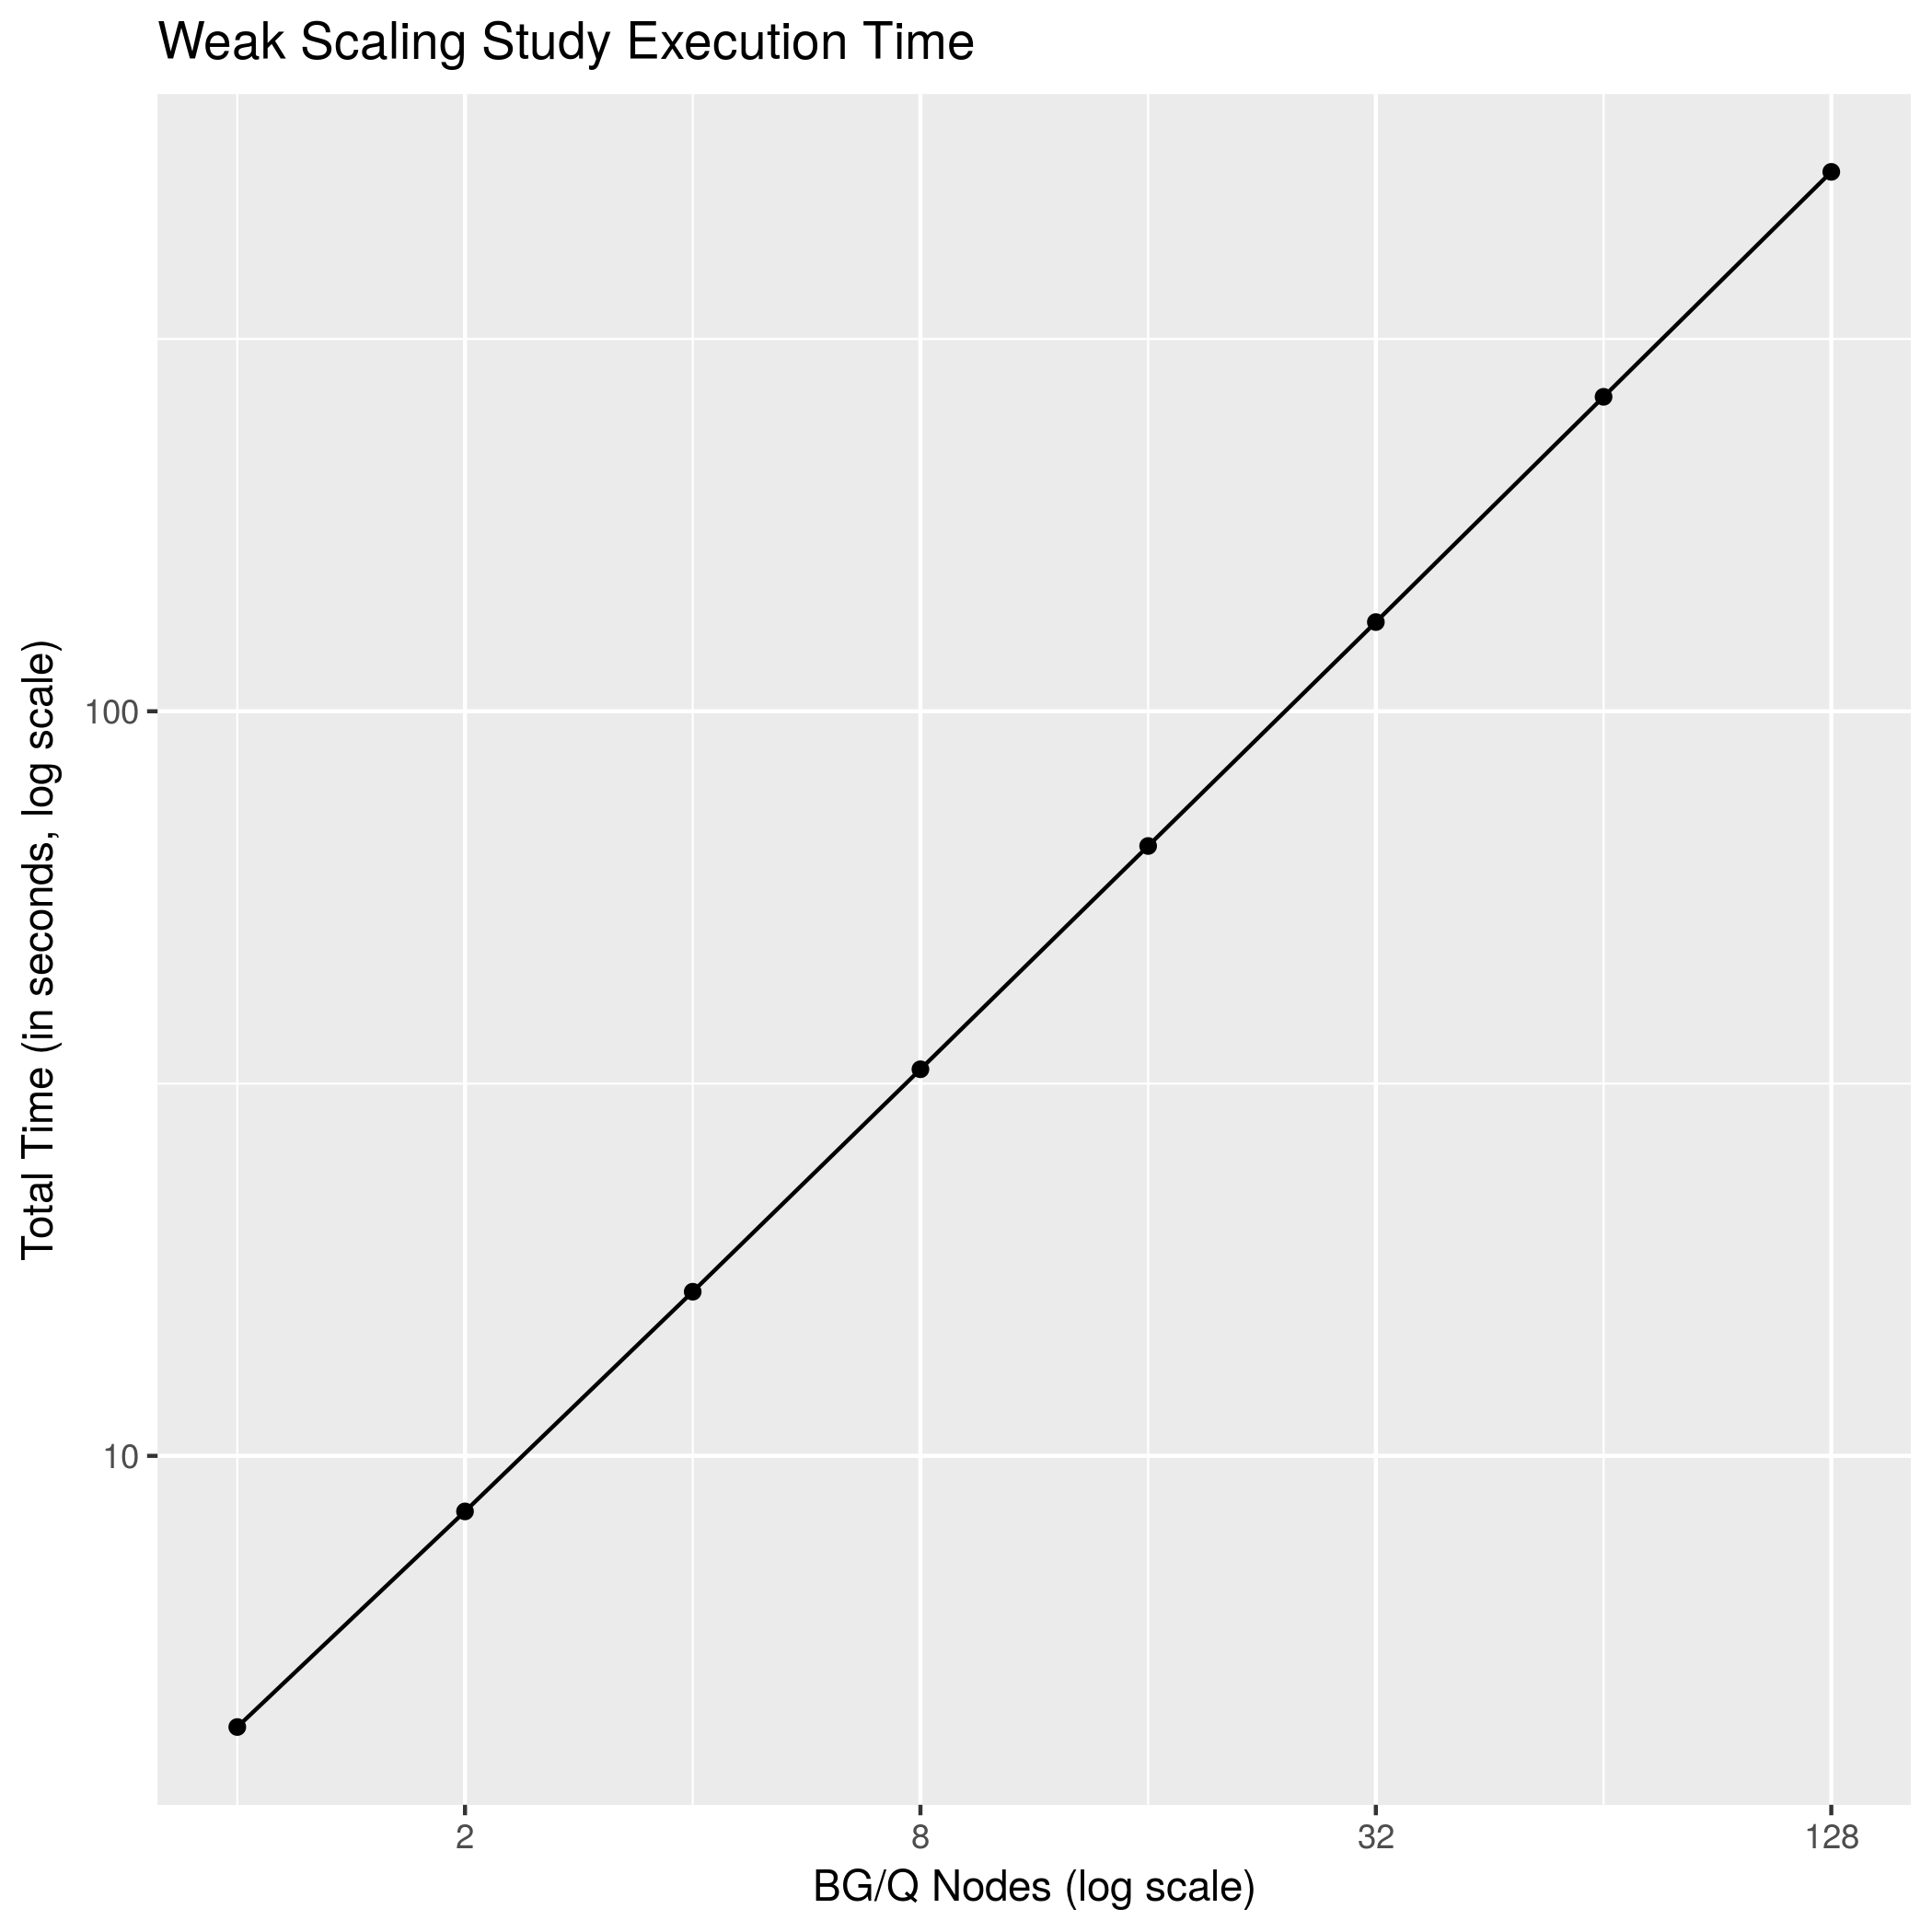 Weak Scaling Study Execution Time
Total Time (in seconds, log scale)
100
10
2
8
32
128
BG/Q Nodes (log scale)